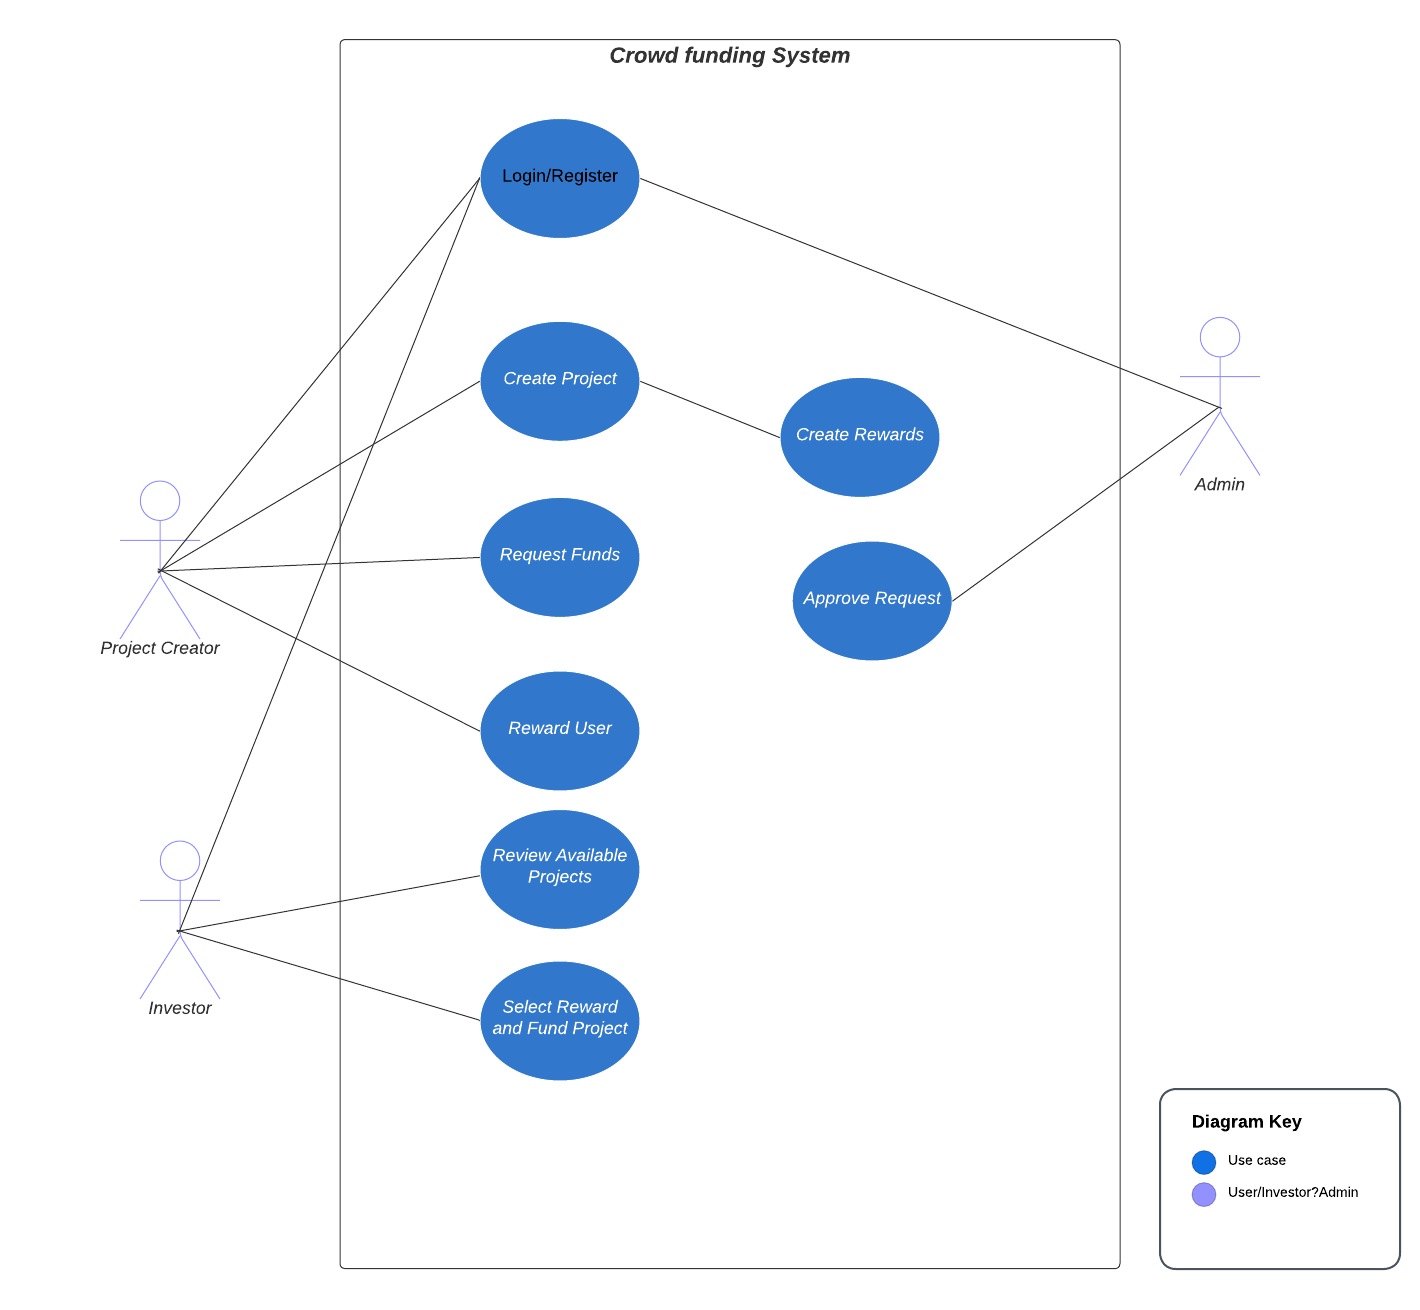 Crowd funding System
Login/Register
Create Project
Create Rewards
Admin
Request Funds
Approve Request
Project Creator
Reward User
Review Available
Projects
Investor
Select Reward
and Fund Project
Diagram Key
Use case
User/Investor?Admin